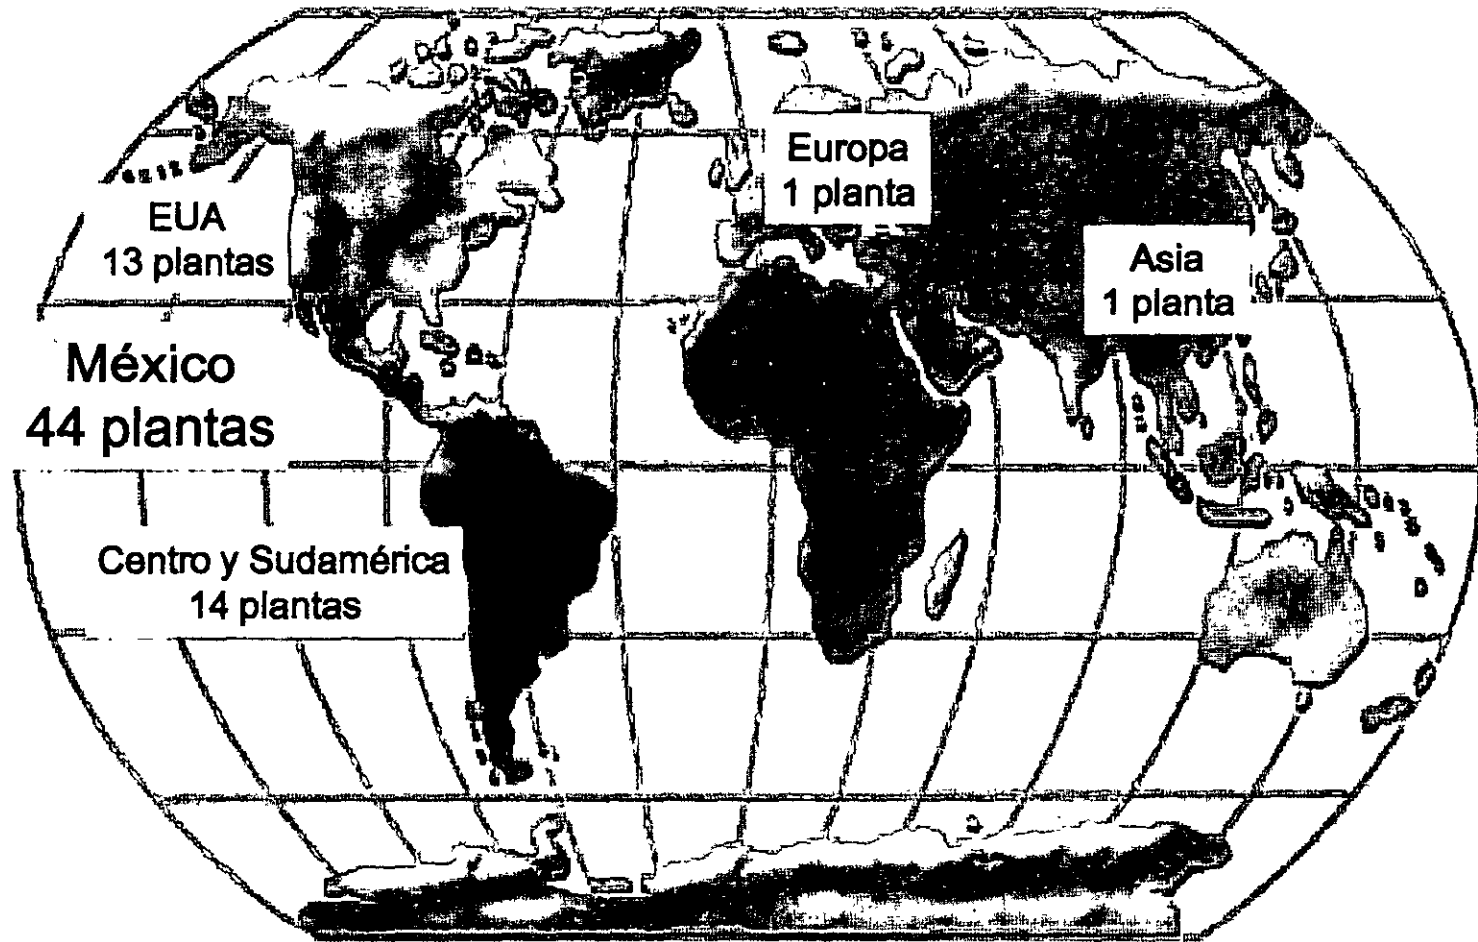 Europa
1 planta
EUA
13 plantas
Asia
1 planta
México
44 plantas
Centro y Sudamérica
14 plantas